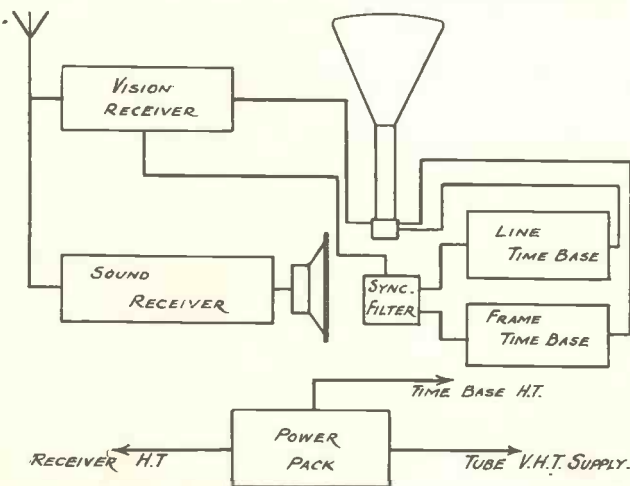 VISION
RECEIVER
LINE
TIME BASE
SOUND
RECEIVER
SYNC.
FILTER
FRAME
TIME BASE
TIME BASE H.T.
POWER
PACK
RECEIVER H.T
TUBE V.H.T. SUPPLY.